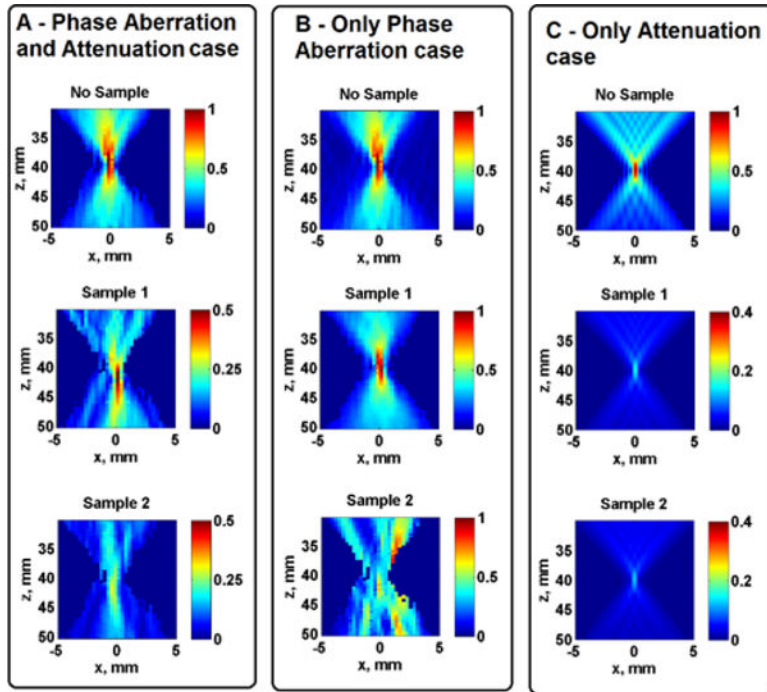 A - Phase Aberration
and Attenuation case
No Sample
z, mm
35
40
45
50
-5
0
5
x, mm
1
0.5
0
Sample 1
z, mm
35
40
45
50
-5
0
5
x, mm
0.5
0.25
0
Sample 2
z, mm
35
40
45
50
-5
0
5
x, mm
0.5
0.25
0
B - Only Phase
Aberration case
No Sample
z, mm
35
40
45
50
-5
0
5
x, mm
1
0.5
0
Sample 1
z, mm
35
40
45
50
-5
0
5
x, mm
1
0.5
0
Sample 2
z, mm
35
40
45
50
-5
0
5
x, mm
1
0.5
0
C - Only Attenuation
case
No Sample
z, mm
35
40
45
50
-5
0
5
x, mm
1
0.5
0
Sample 1
z, mm
35
40
45
50
-5
0
5
x, mm
0.4
0.2
0
Sample 2
z, mm
35
40
45
50
-5
0
5
x, mm
0.4
0.2
0